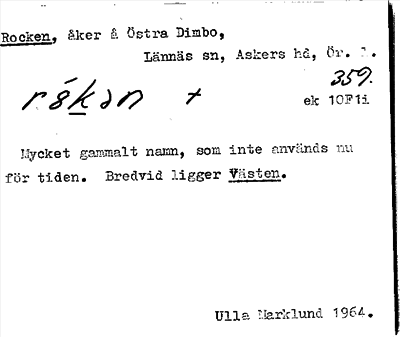 Rocken, åker å Östra Dimbo,
Lännäs sn, Askers hd, Ör.
359.
ek 10F1i
Mycket gammalt namn, som inte används nu
för tiden. Bredvid ligger Västen.
Ulla Marklund 1964.